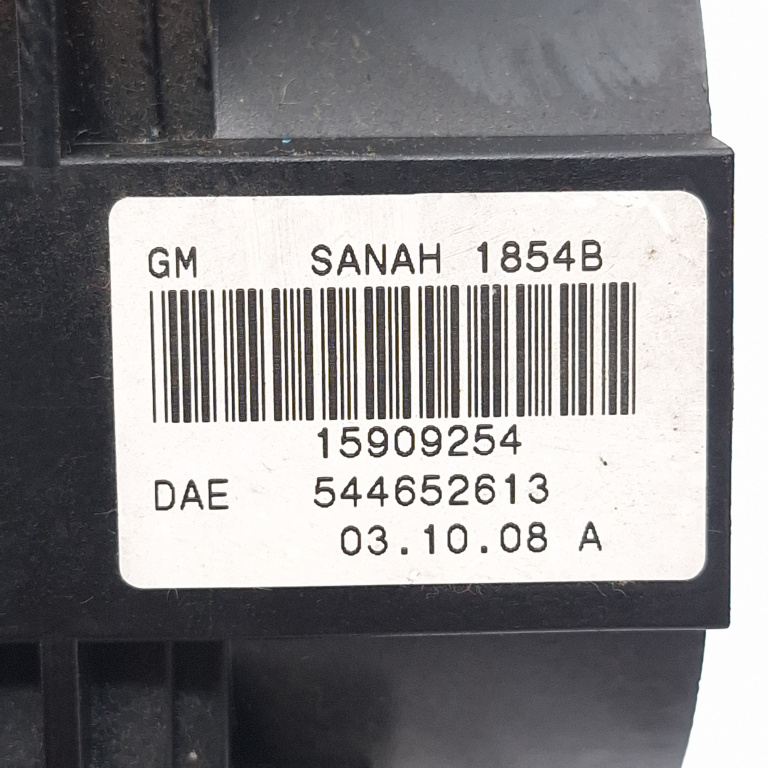 GM SANAH 1854B
15909254
DAE 544652613
03.10.08 A